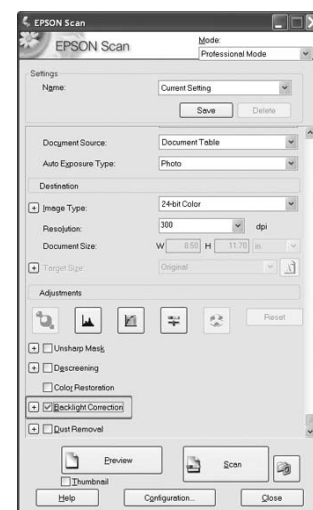 EPSON Scan
EPSON Scan
Mode:
Professional Mode
Settings
Name:
Current Setting
Save
Delete
Document Source:
Document Table
Auto Exposure Type:
Photo
Destination
Image Type:
24-bit Color
Resolution:
300
dpi
Document Size:
W 8.50 H 11.70 in.
Target Size:
Original
Adjustments
Reset
Unsharp Mask
Descreening
Color Restoration
Backlight Correction
Dust Removal
Preview
Scan
Thumbnail
Help
Configuration...
Close